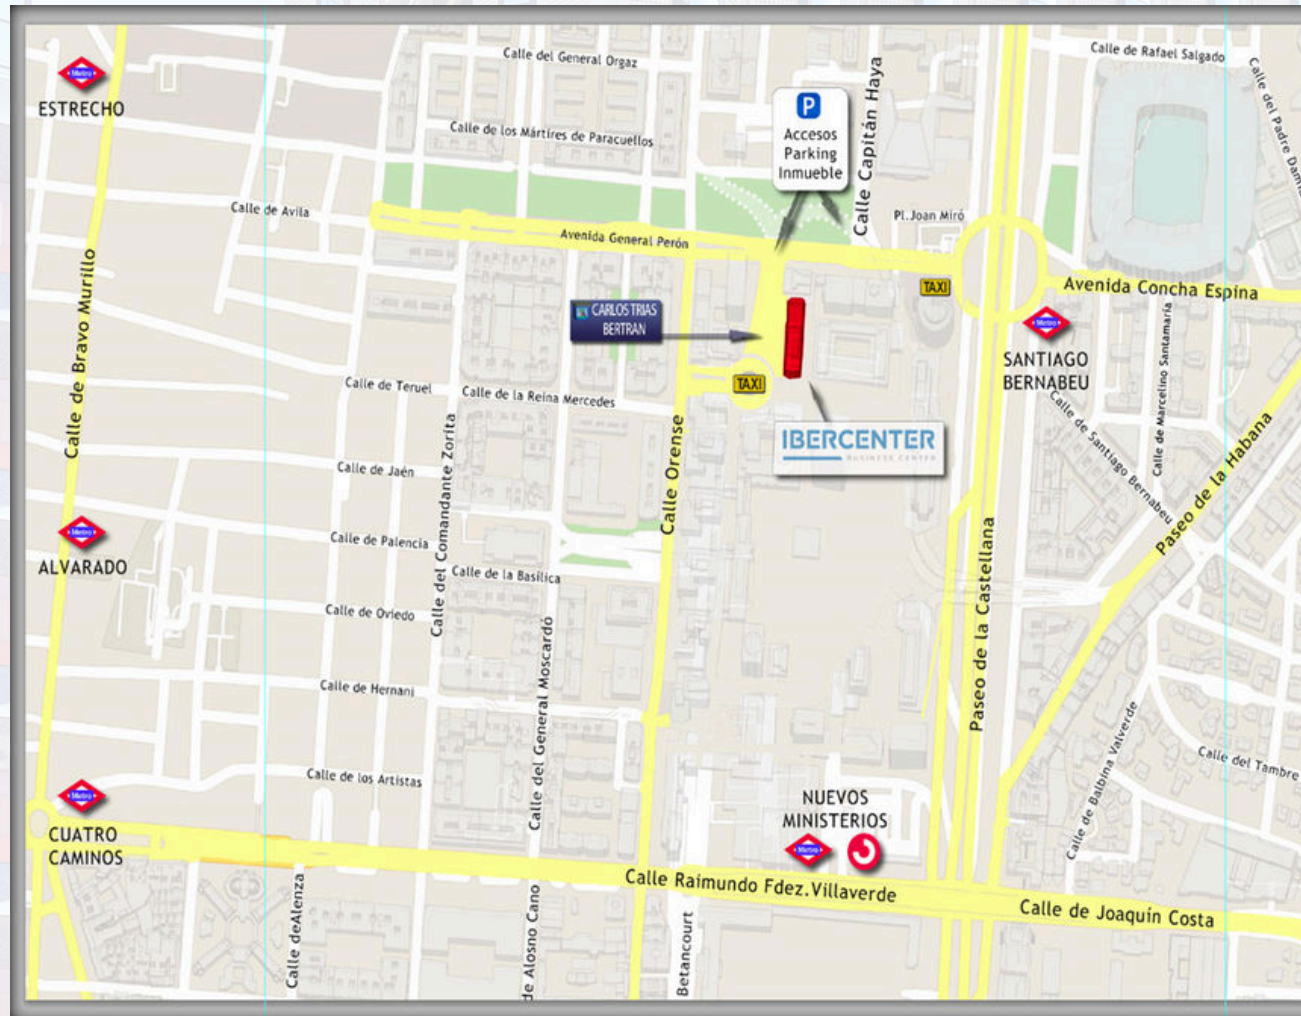 Calle del General Orgaz
Calle de Rafael Salgado
Metro
ESTRECHO
P
Accesos
Parking
Inmueble
Calle Capitán Haya
Calle de los Mártires de Paracuellos
Calle de Avila
Pl.Joan Miró
Avenida General Perón
TAXI
Avenida Concha Espina
Calle de Bravo Murillo
CARLOS TRIAS
BERTRAN
Metro
SANTIAGO
BERNABEU
Calle de Marcelino Santamaría
TAXI
Calle de Teruel
Calle de la Reina Mercedes
IBERCENTER
BUSINESS CENTER
Calle de Santiago Bernabeu
Paseo de la Habana
Calle de Jaén
Calle del Comandante Zorita
Calle Orense
Metro
ALVARADO
Calle de Palencia
Calle de la Basílica
Paseo de la Castellana
Calle de Oviedo
Calle de Hernani
Calle del General Moscardó
Calle de Balbina Valverde
Calle del Tambre
Calle de los Artistas
Metro
CUATRO
CAMINOS
NUEVOS
MINISTERIOS
Metro
Calle Raimundo Fdez.Villaverde
Calle de Joaquín Costa
Calle deAlenza
de Alosno Cano
Betancourt